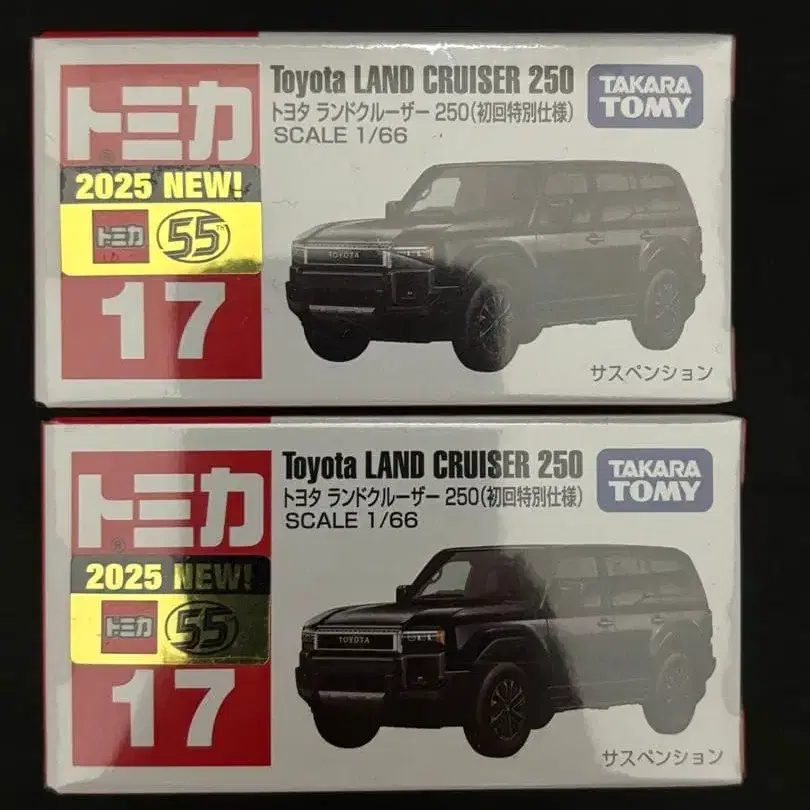 トミカ
®
2025 NEW!
トミカ 55TH
17
Toyota LAND CRUISER 250
トヨタ ランドクルーザー 250(初回特別仕様)
SCALE 1/66
TAKARA
TOMY
TOYOTA
サスペンション
トミカ
®
2025 NEW!
トミカ 55
17
Toyota LAND CRUISER 250
トヨタ ランドクルーザー 250(初回特別仕様)
SCALE 1/66
TAKARA
TOMY
TOYOTA
サスペンション